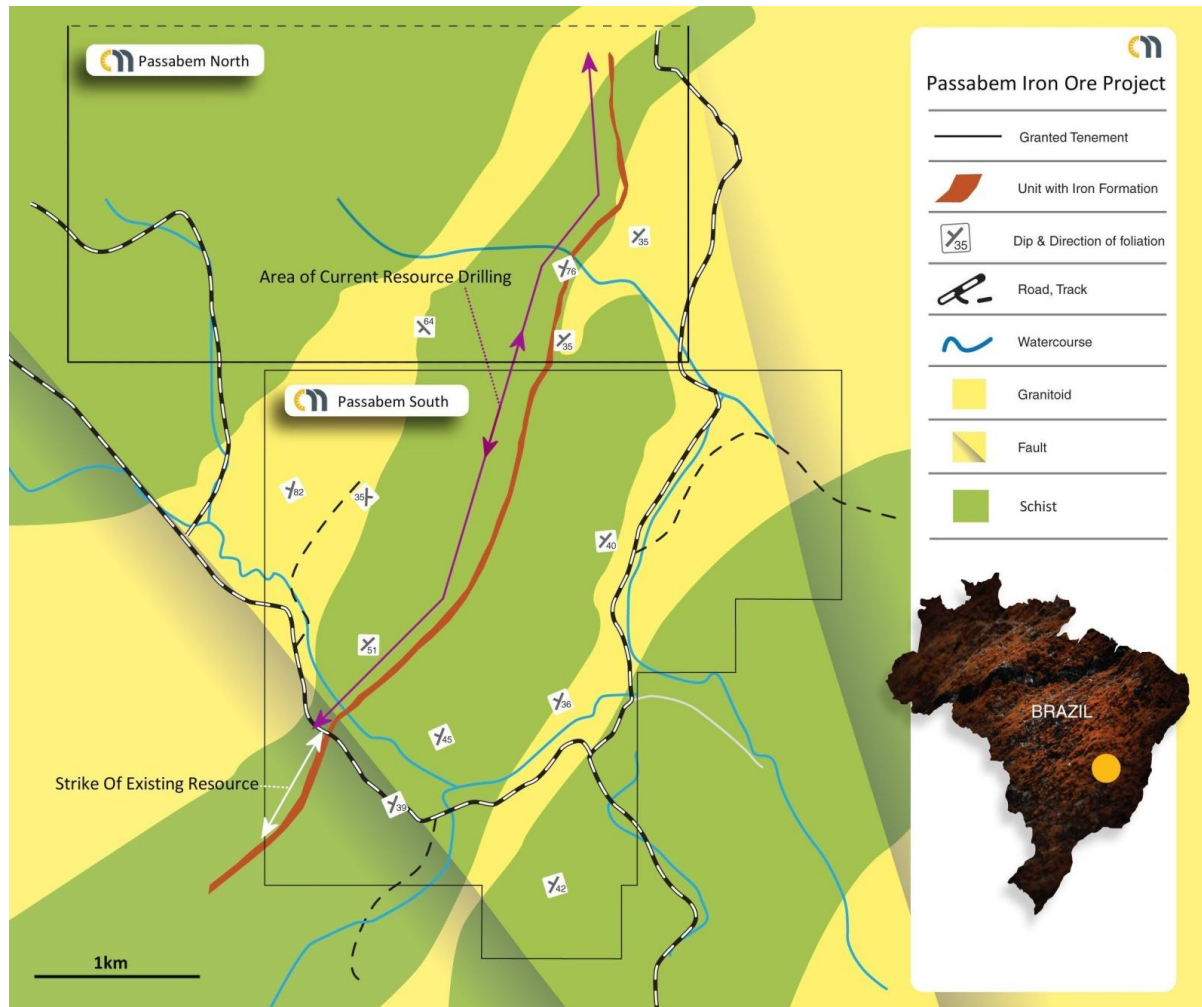 Passabem North
Passabem Iron Ore Project
Granted Tenement
Unit with Iron Formation
35
Dip & Direction of foliation
Road, Track
Watercourse
Granitoid
Fault
Schist
BRAZIL
35
76
Area of Current Resource Drilling
64
35
Passabem South
82
35
40
51
36
45
Strike Of Existing Resource
39
42
1km